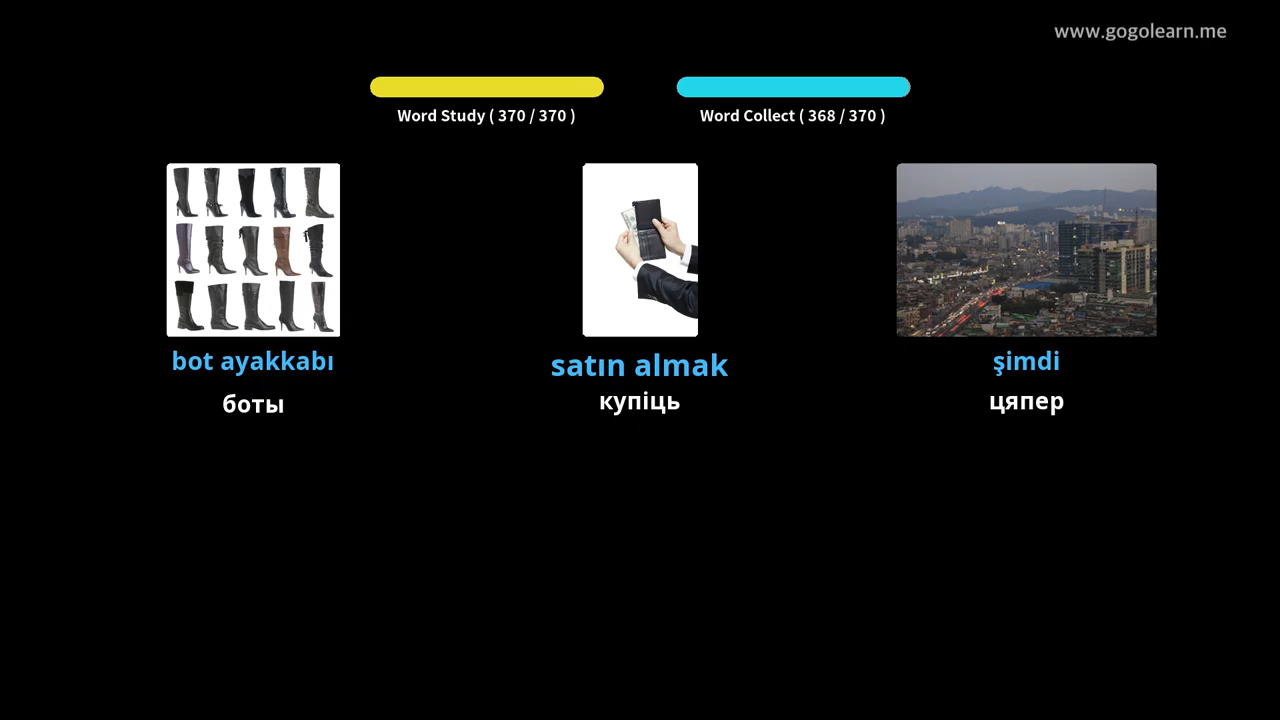 www.gogolearn.me
Word Study ( 370 / 370 )
Word Collect ( 368 / 370 )
bot ayakkabı
боты
satın almak
купіць
şimdi
цяпер